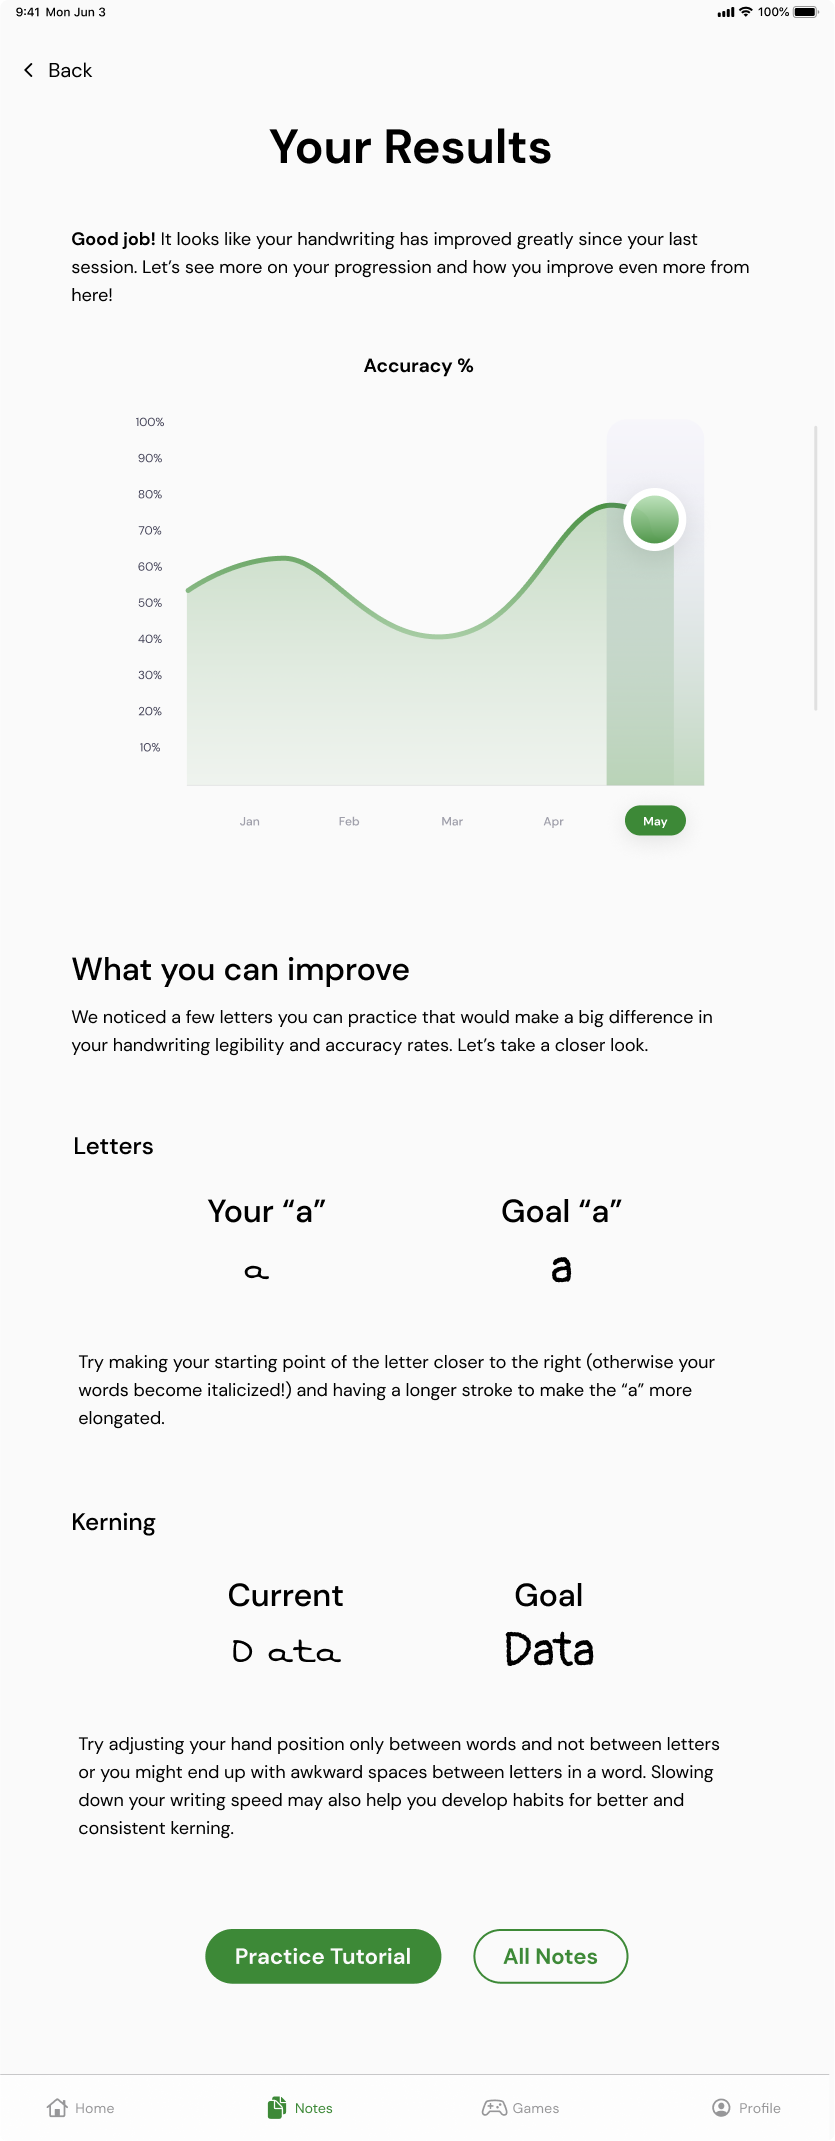 9:41 Mon Jun 3 100%
Back
Your Results
Good job! It looks like your handwriting has improved greatly since your last
session. Let’s see more on your progression and how you improve even more from
here!
Accuracy %
100%
90%
80%
70%
60%
50%
40%
30%
20%
10%
Jan Feb Mar Apr May
What you can improve
We noticed a few letters you can practice that would make a big difference in
your handwriting legibility and accuracy rates. Let’s take a closer look.
Letters
Your “a” Goal “a”
a a
Try making your starting point of the letter closer to the right (otherwise your
words become italicized!) and having a longer stroke to make the “a” more
elongated.
Kerning
Current Goal
D ata Data
Try adjusting your hand position only between words and not between letters
or you might end up with awkward spaces between letters in a word. Slowing
down your writing speed may also help you develop habits for better and
consistent kerning.
Practice Tutorial All Notes
Home Notes Games Profile